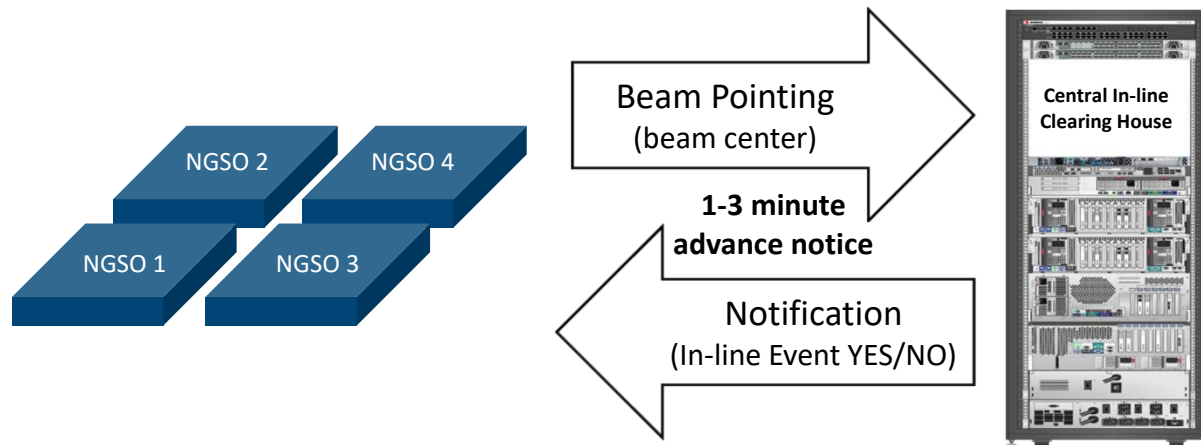 NGSO 2
NGSO 4
NGSO 1
NGSO 3
Beam Pointing
(beam center)
1-3 minute
advance notice
Notification
(In-line Event YES/NO)
Central In-line
Clearing House